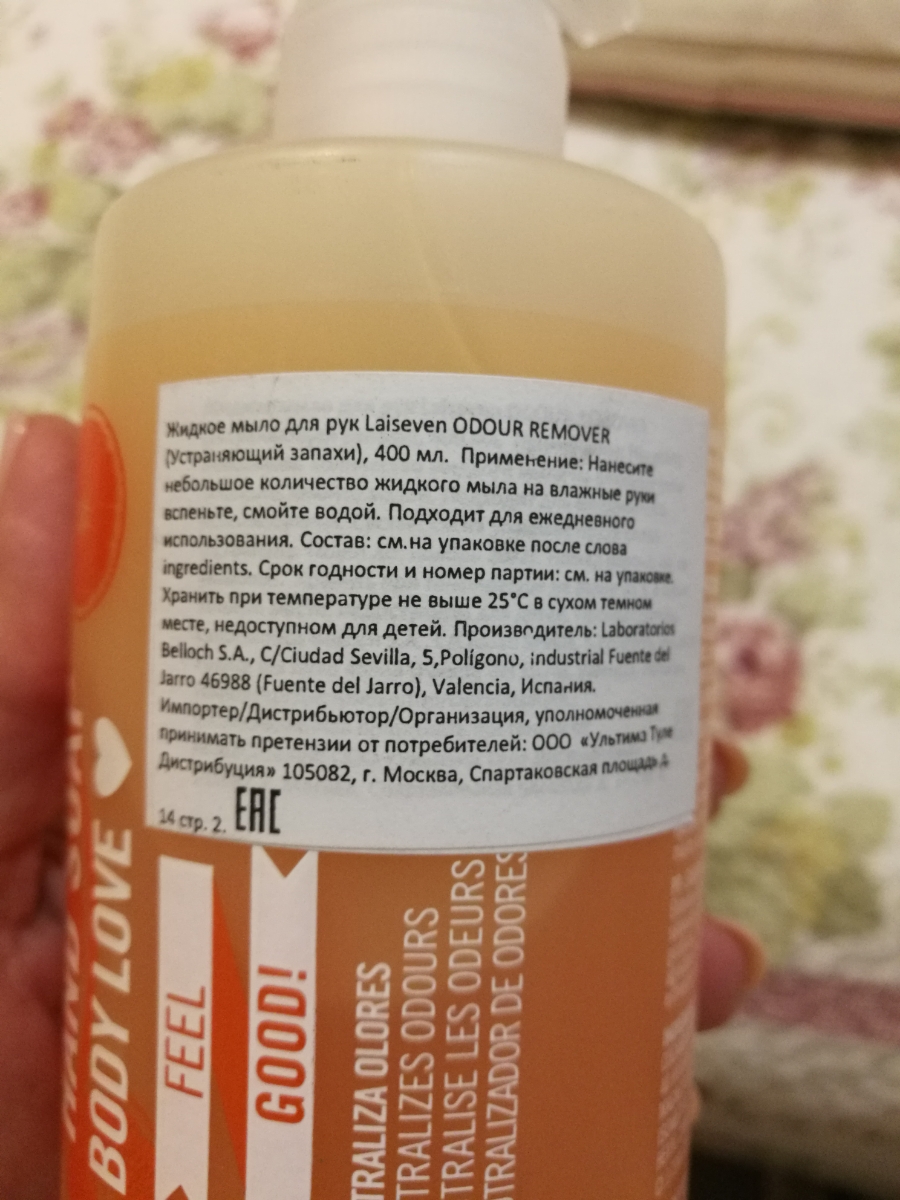 Жидкое мыло для рук Laiseven ODOUR REMOVER
(Устраняющий запахи), 400 мл. Применение: Нанесите
небольшое количество жидкого мыла на влажные руки
вспеньте, смойте водой. Подходит для ежедневного
использования. Состав: см.на упаковке после слова
ingredients. Срок годности и номер партии: см. на упаковке.
Хранить при температуре не выше 25°С в сухом темном
месте, недоступном для детей. Производитель: Laboratorios
Belloch S.A., C/Ciudad Sevilla, 5,Polígono, industrial Fuente del
Jarro 46988 (Fuente del Jarro), Valencia, Испания.
Импортер/Дистрибьютор/Организация, уполномоченная
принимать претензии от потребителей: ООО «Ультимэ Туле
Дистрибуция» 105082, г. Москва, Спартаковская площадь д.
14 стр. 2. EAC
HAND SOAP
BODY LOVE
FEEL
GOOD!
TRALIZA OLORES
TRALIZES ODOURS
TRALISE LES ODEURS
TRALIZADOR DE ODORES